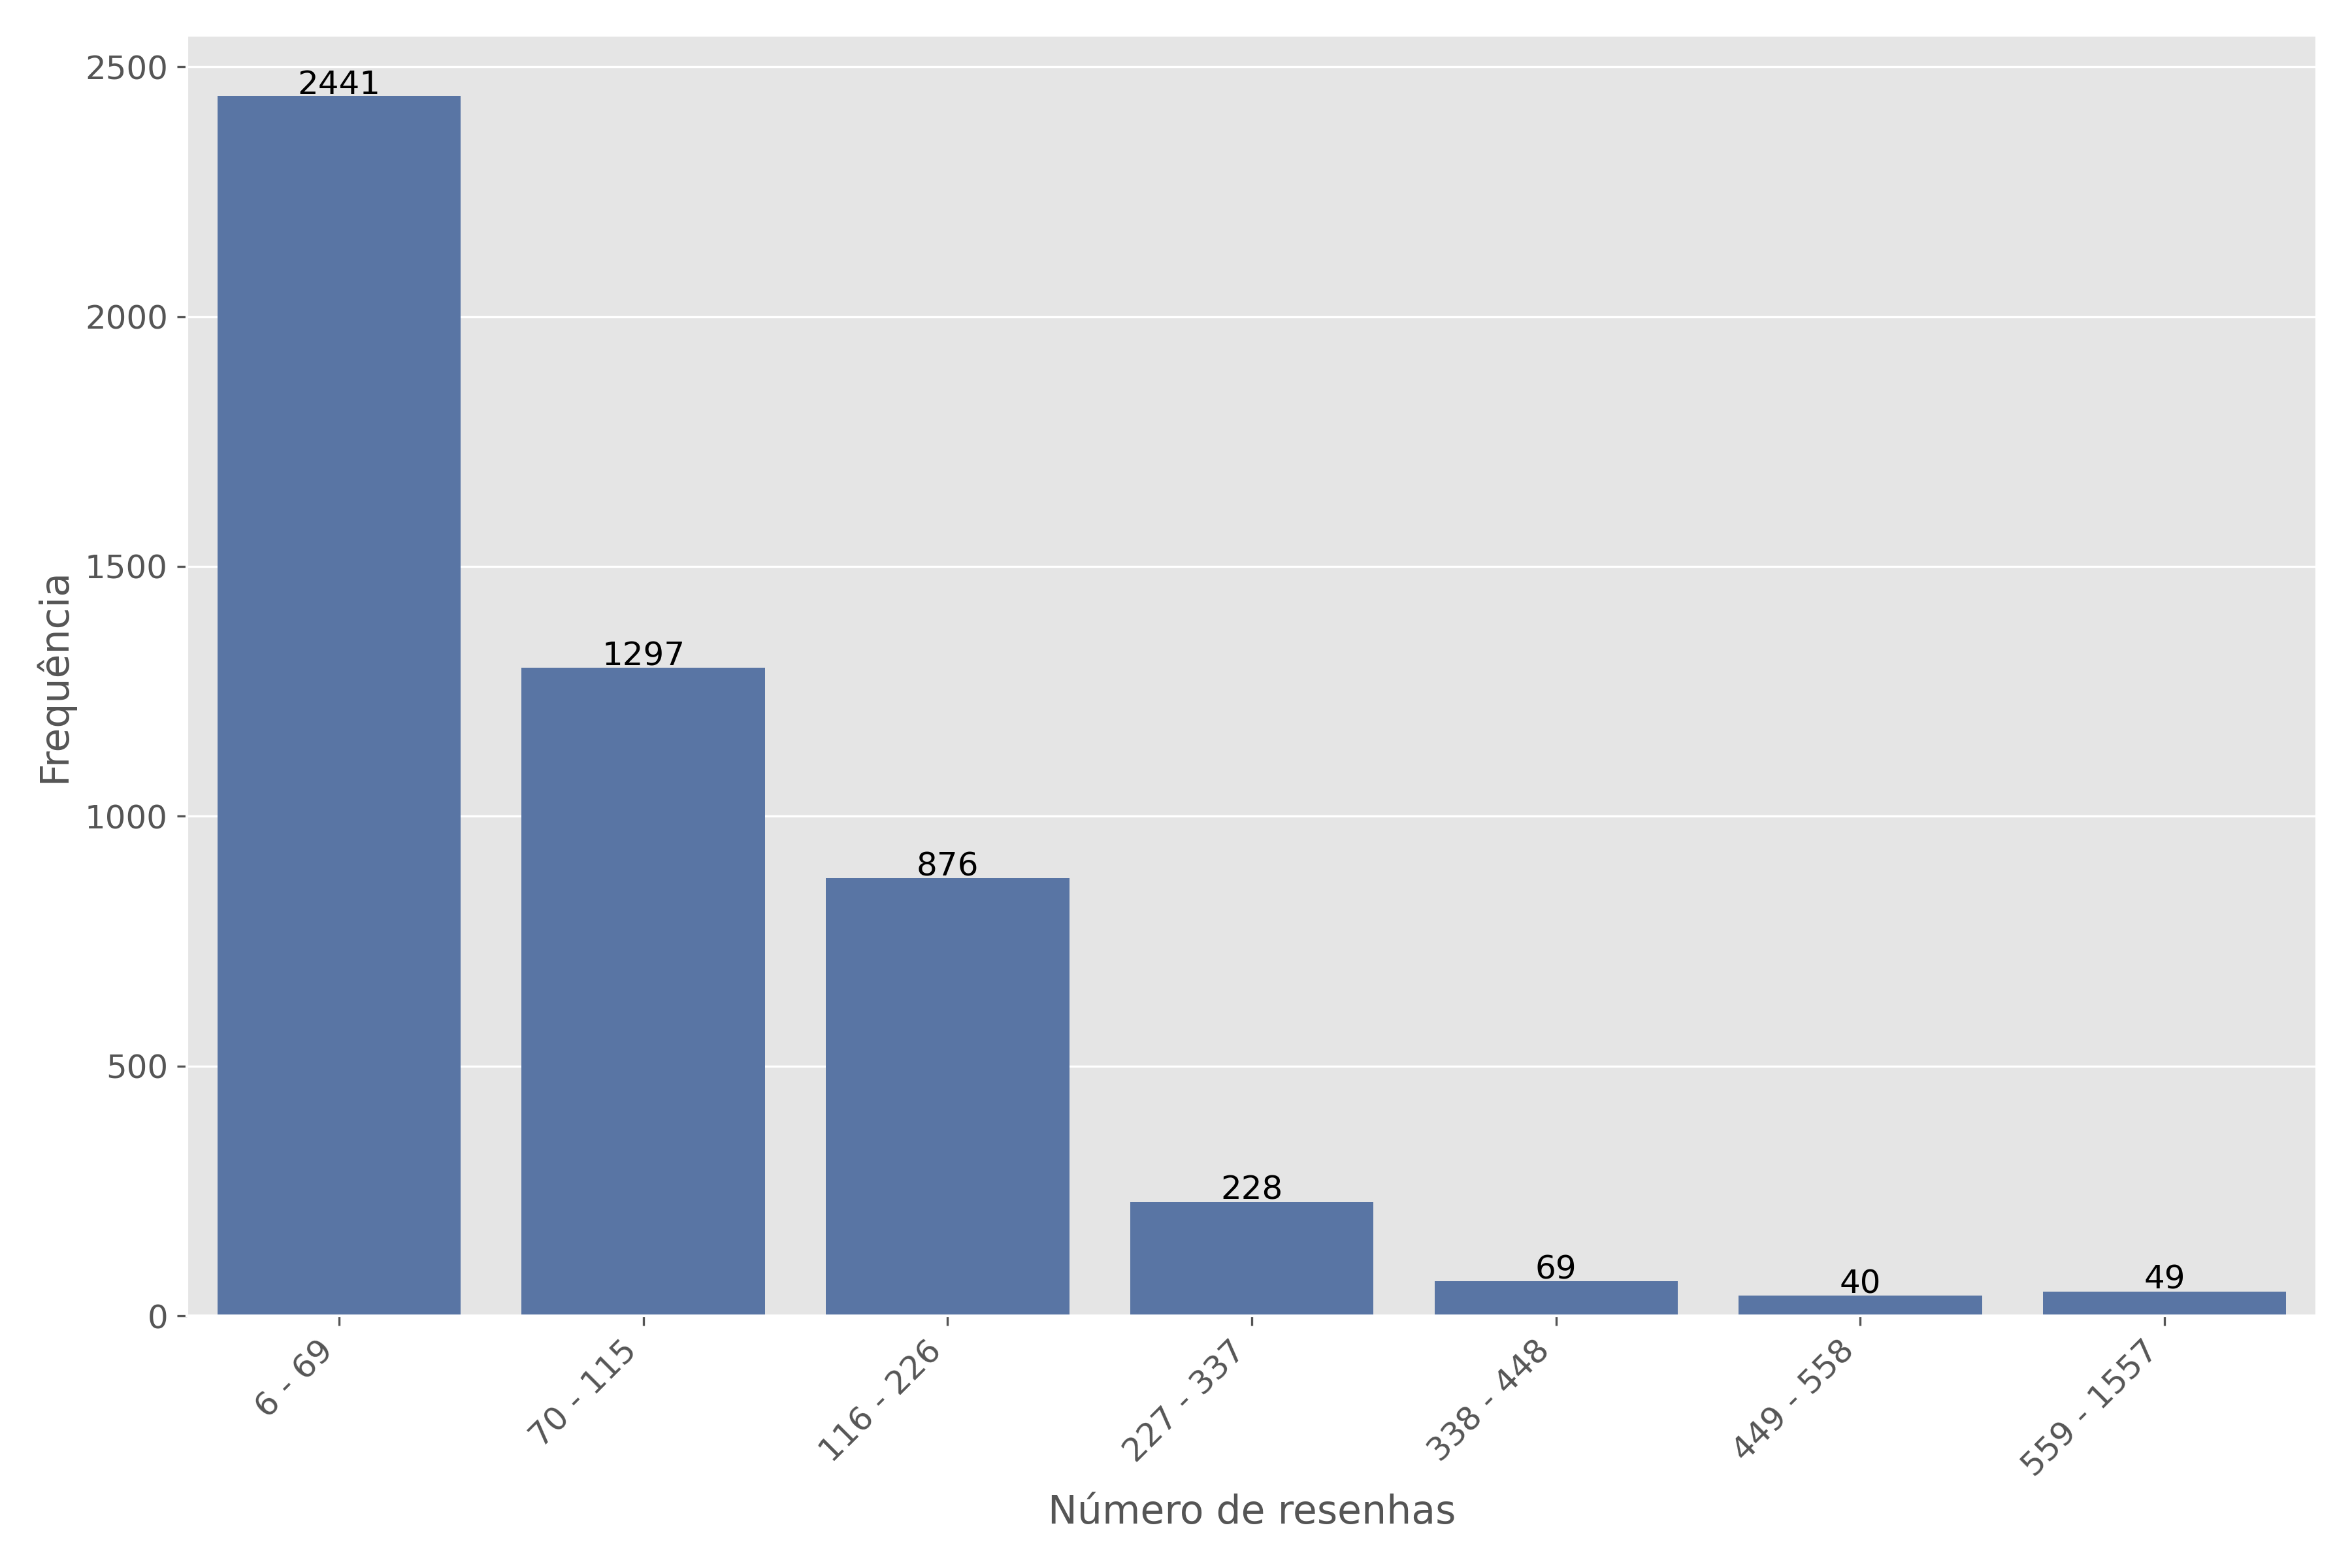 2500
2000
1500
1000
500
0
Frequência
2441
1297
876
228
69
40
49
6 - 69
70 - 115
116 - 226
227 - 337
338 - 448
449 - 558
559 - 1557
Número de resenhas